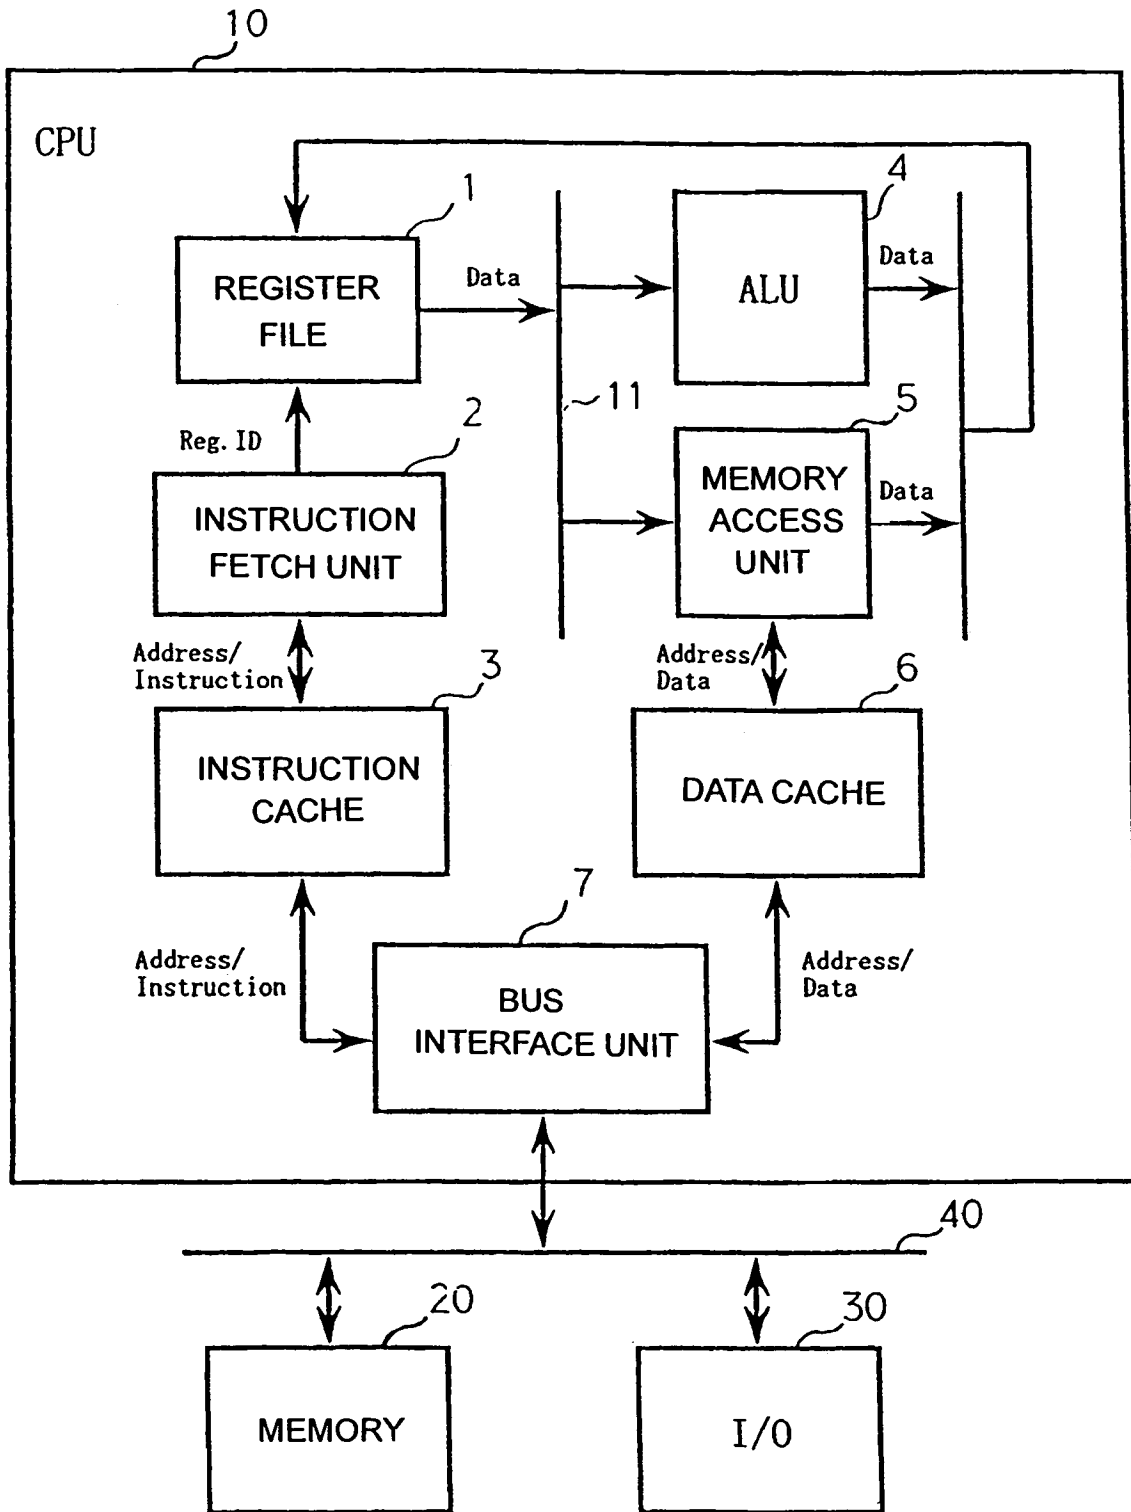 10
CPU
1
REGISTER
FILE
Data
4
ALU
Data
11
Reg. ID
2
INSTRUCTION
FETCH UNIT
5
MEMORY
ACCESS
UNIT
Data
Address/
Instruction
3
INSTRUCTION
CACHE
Address/
Data
6
DATA CACHE
Address/
Instruction
7
BUS
INTERFACE UNIT
Address/
Data
40
20
MEMORY
30
I/O